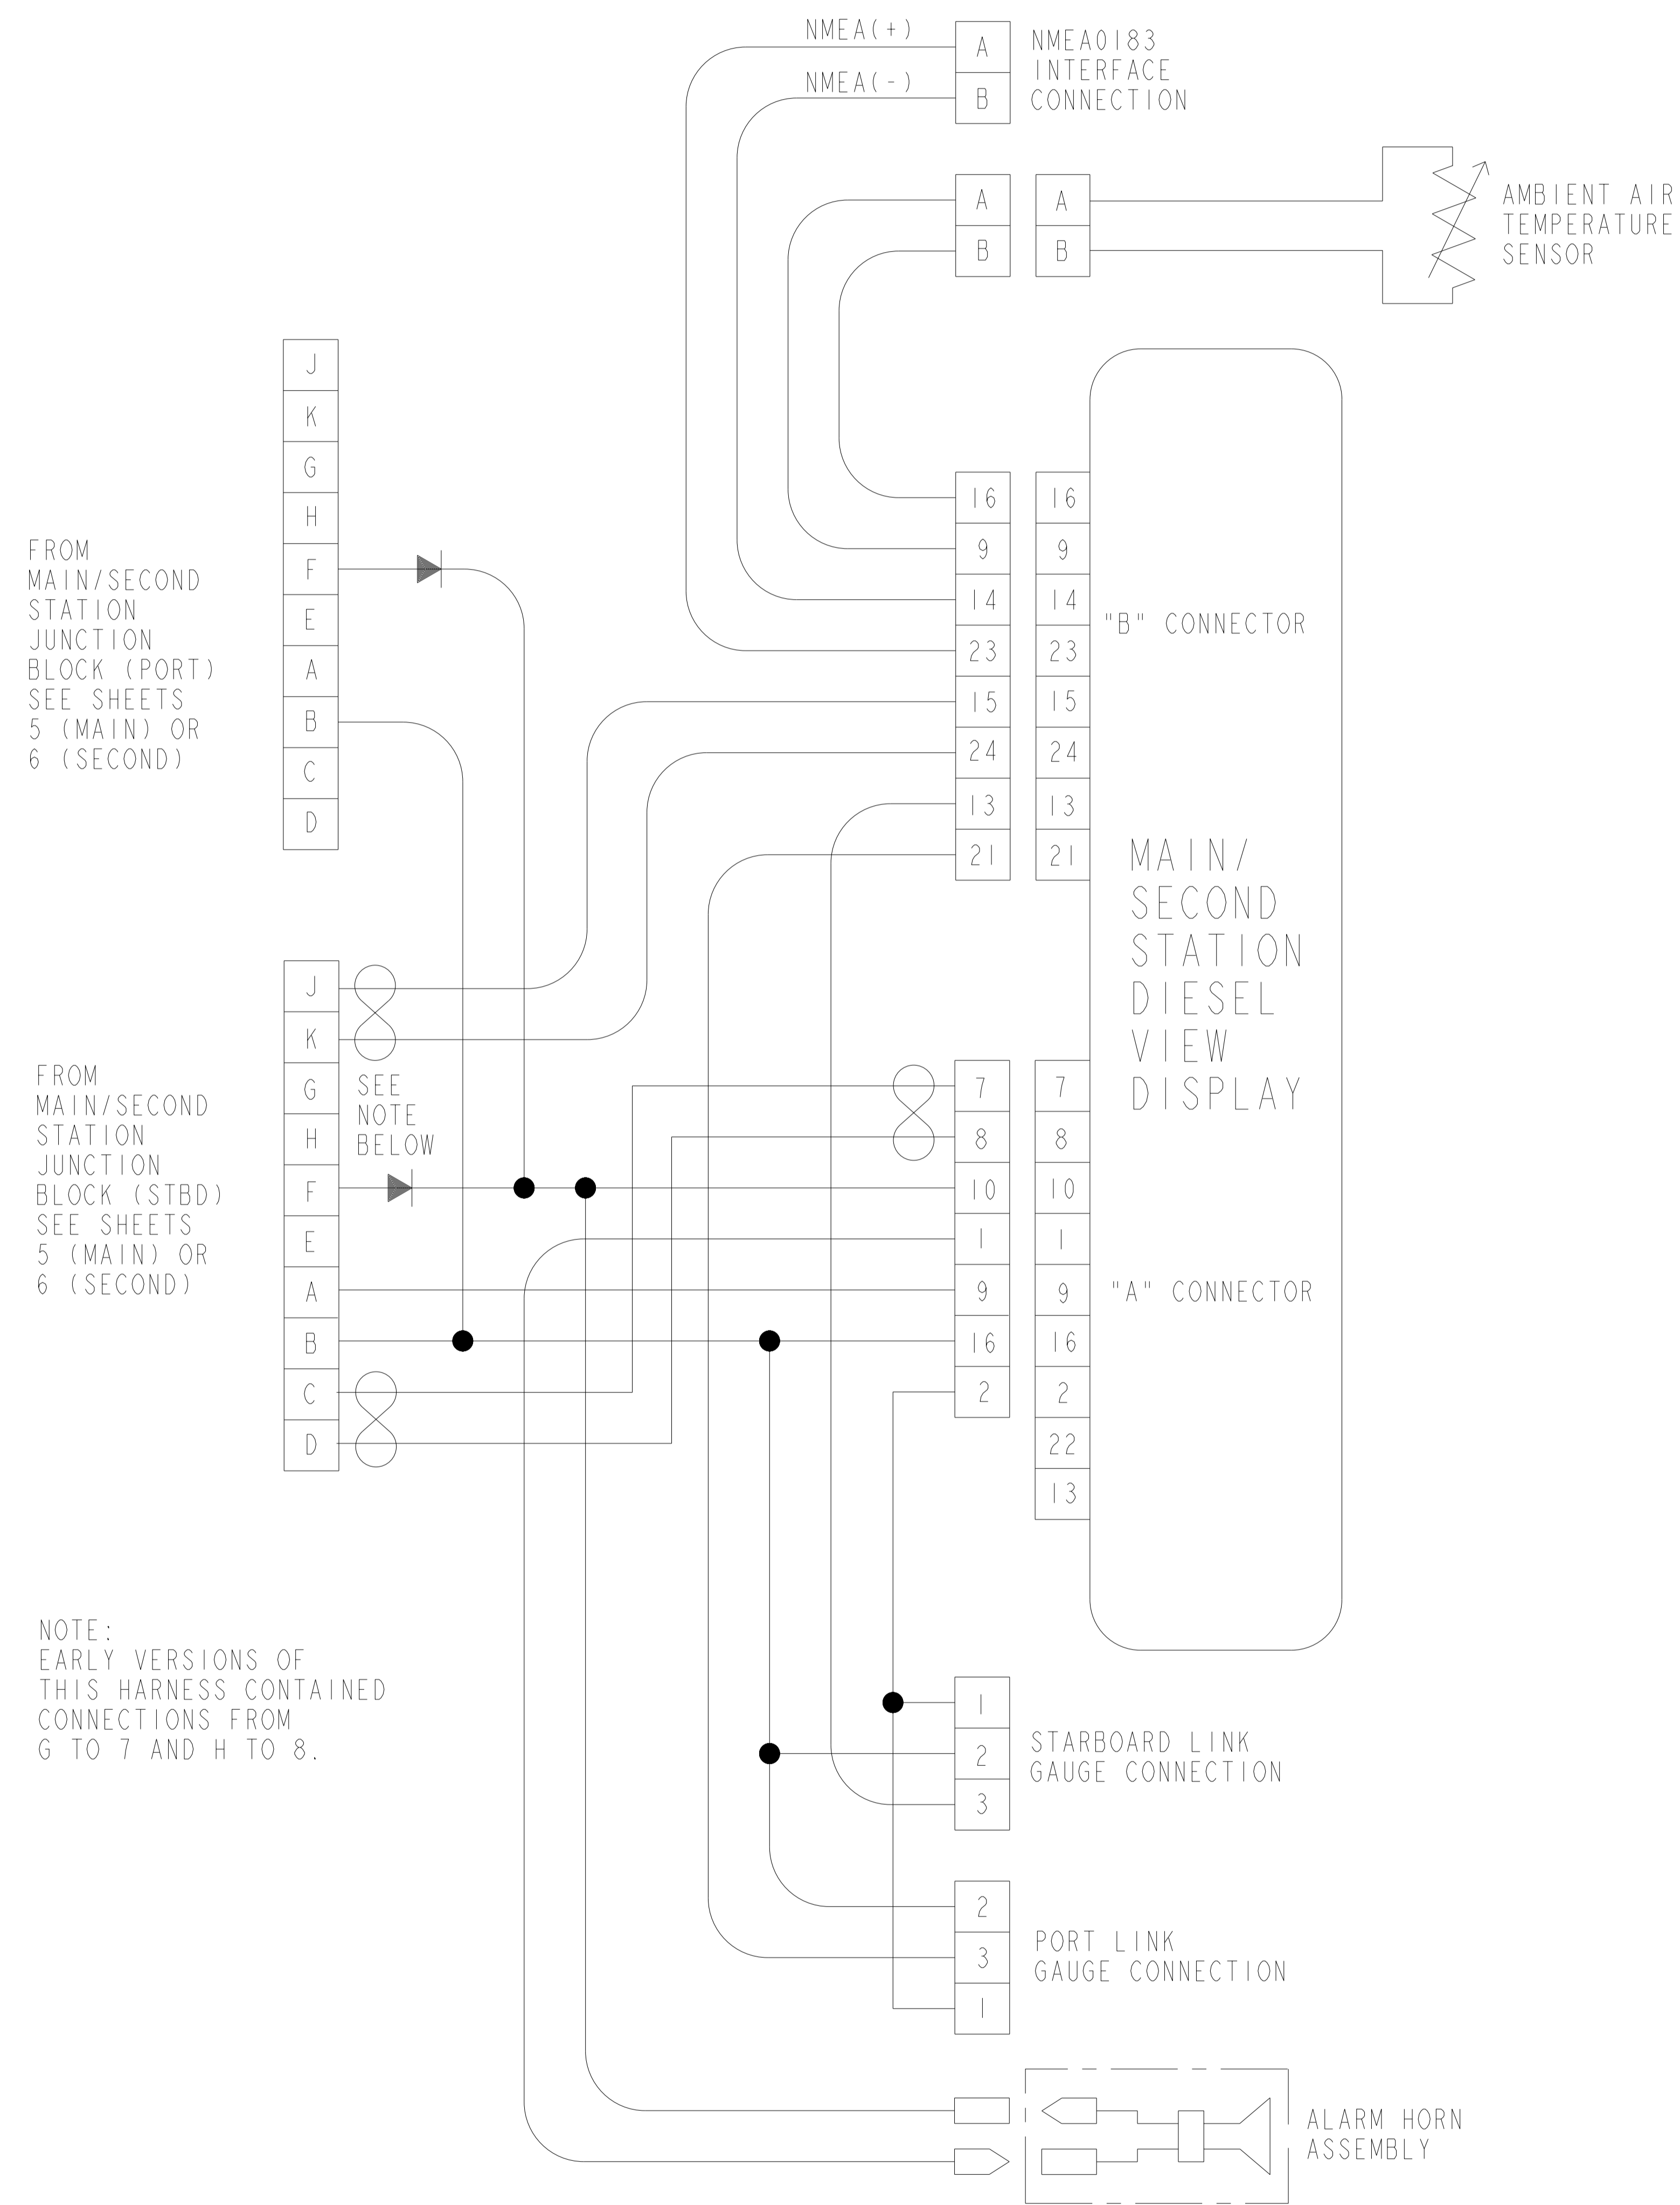 NMEA(+)
NMEA(-)
A
B
NMEA0183
INTERFACE
CONNECTION
A
B
A
B
AMBIENT AIR
TEMPERATURE
SENSOR
FROM
MAIN/SECOND
STATION
JUNCTION
BLOCK (PORT)
SEE SHEETS
5 (MAIN) OR
6 (SECOND)
J
K
G
H
F
E
A
B
C
D
16
9
14
23
15
24
13
21
16
9
14
23
15
24
13
21
"B" CONNECTOR
MAIN/
SECOND
STATION
DIESEL
VIEW
DISPLAY
FROM
MAIN/SECOND
STATION
JUNCTION
BLOCK (STBD)
SEE SHEETS
5 (MAIN) OR
6 (SECOND)
J
K
G
H
F
E
A
B
C
D
SEE
NOTE
BELOW
7
8
10
1
9
16
2
7
8
10
1
9
16
2
22
13
"A" CONNECTOR
NOTE:
EARLY VERSIONS OF
THIS HARNESS CONTAINED
CONNECTIONS FROM
G TO 7 AND H TO 8.
1
2
3
STARBOARD LINK
GAUGE CONNECTION
2
3
1
PORT LINK
GAUGE CONNECTION
ALARM HORN
ASSEMBLY